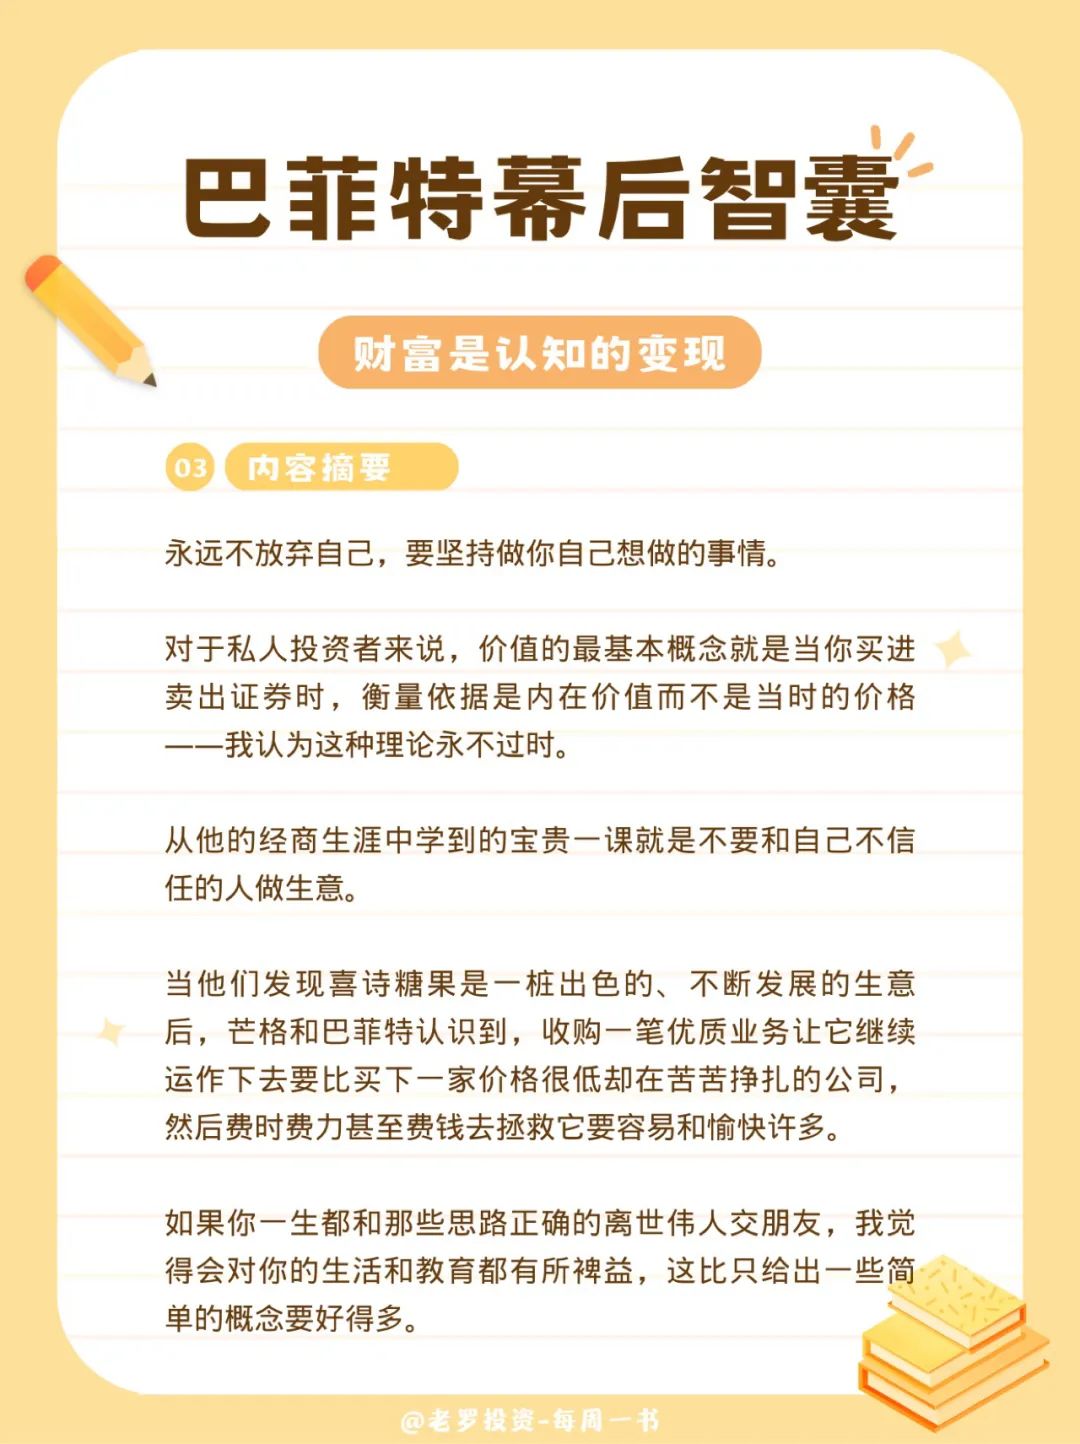 巴菲特幕后智囊
财富是认知的变现
03 内容摘要
永远不放弃自己，要坚持做你自己想做的事情。
对于私人投资者来说，价值的最基本概念就是当你买进
卖出证券时，衡量依据是内在价值而不是当时的价格
——我认为这种理论永不过时。
从他的经商生涯中学到的宝贵一课就是不要和自己不信
任的人做生意。
当他们发现喜诗糖果是一桩出色的、不断发展的生意
后，芒格和巴菲特认识到，收购一笔优质业务让它继续
运作下去要比买下一家价格很低却在苦苦挣扎的公司，
然后费时费力甚至费钱去拯救它要容易和愉快许多。
如果你一生都和那些思路正确的离世伟人交朋友，我觉
得会对你的生活和教育都有所裨益，这比只给出一些简
单的概念要好得多。
@老罗投资-每周一书